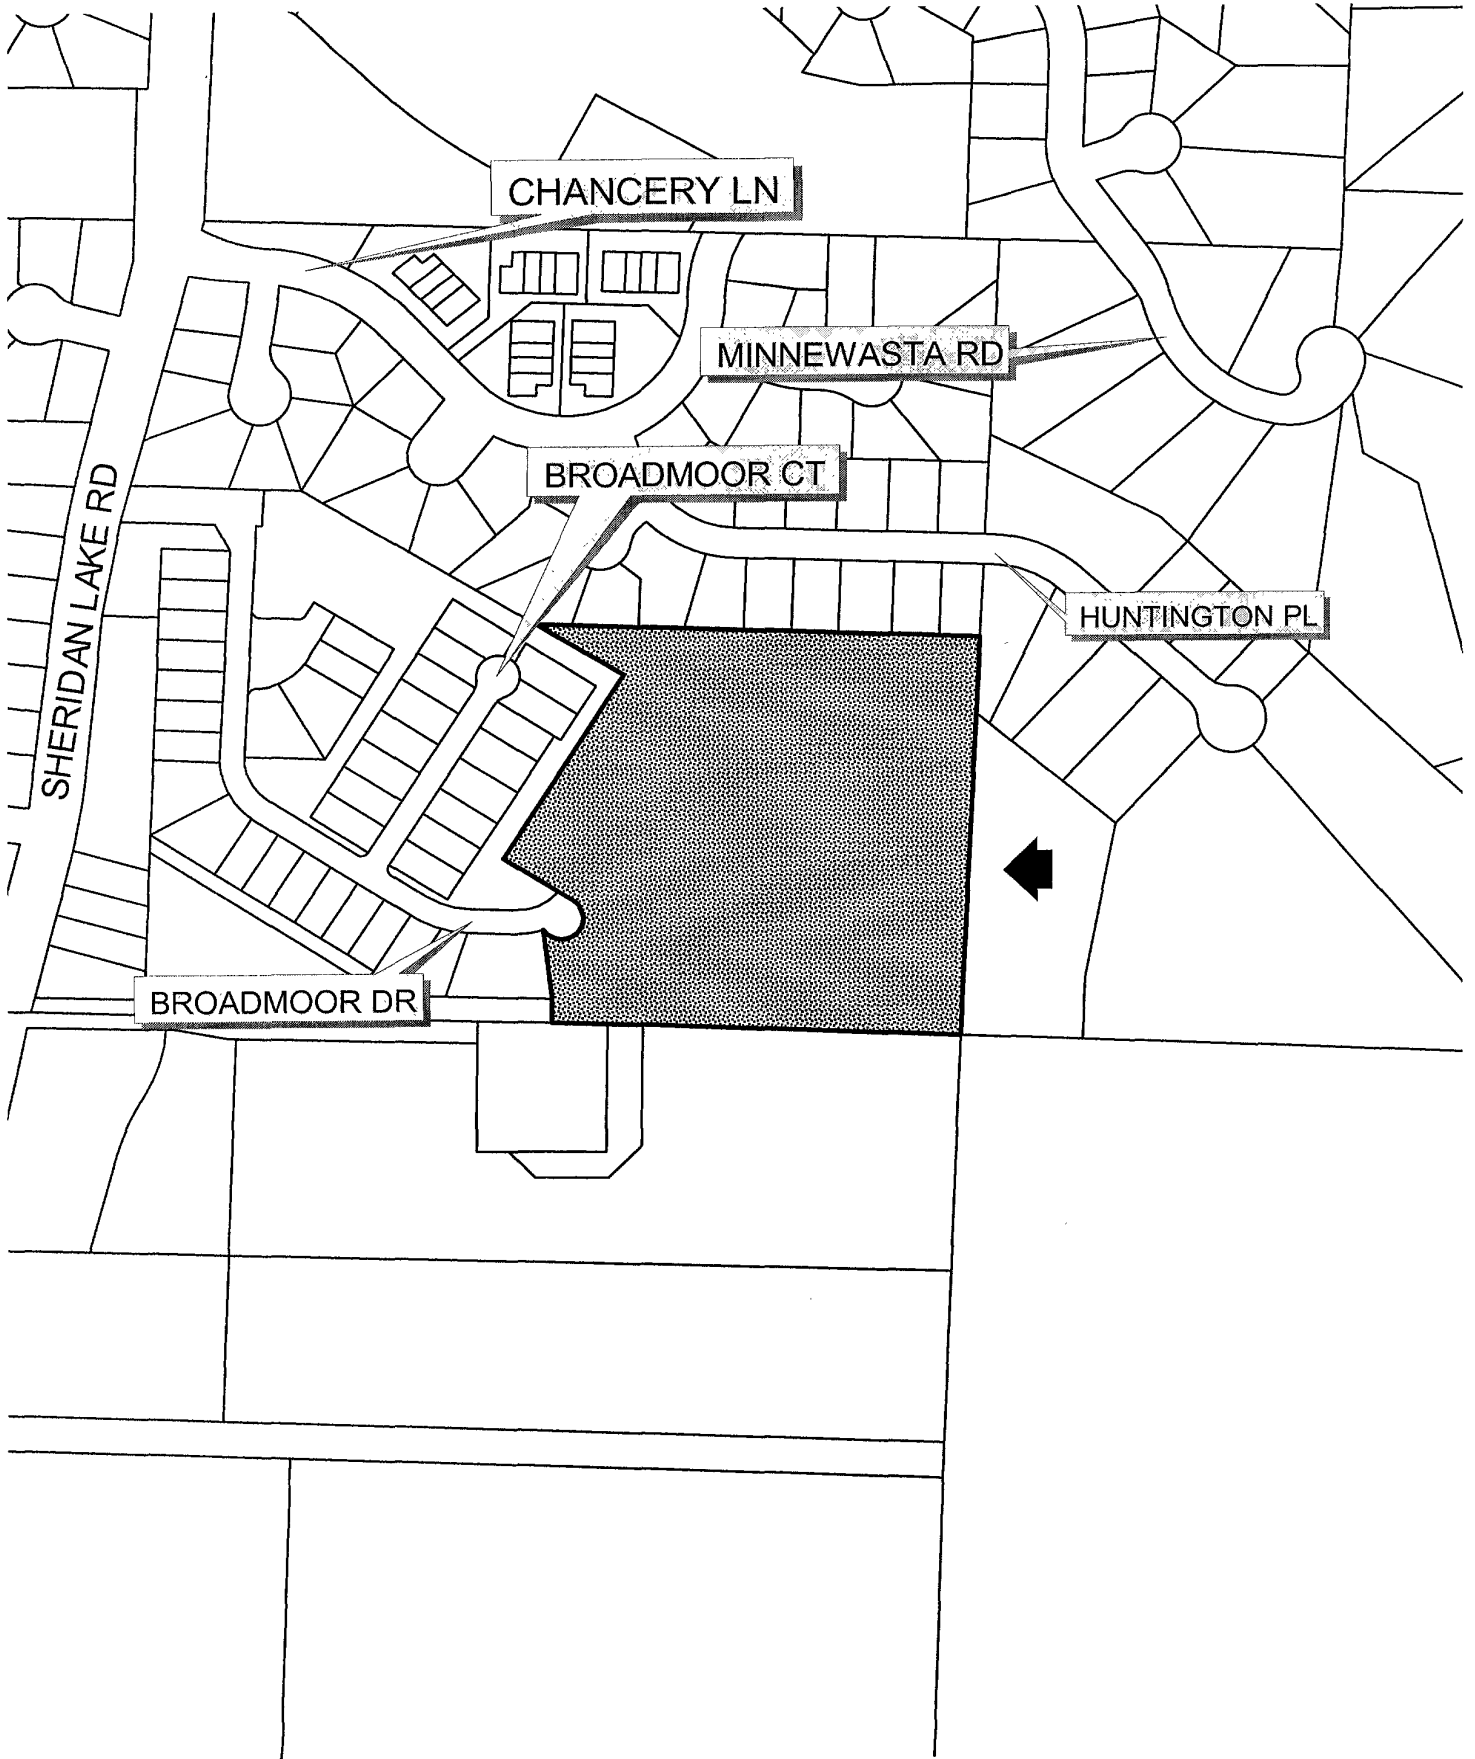 CHANCERY LN
MINNEWASTA RD
BROADMOOR CT
SHERIDAN LAKE RD
HUNTINGTON PL
BROADMOOR DR